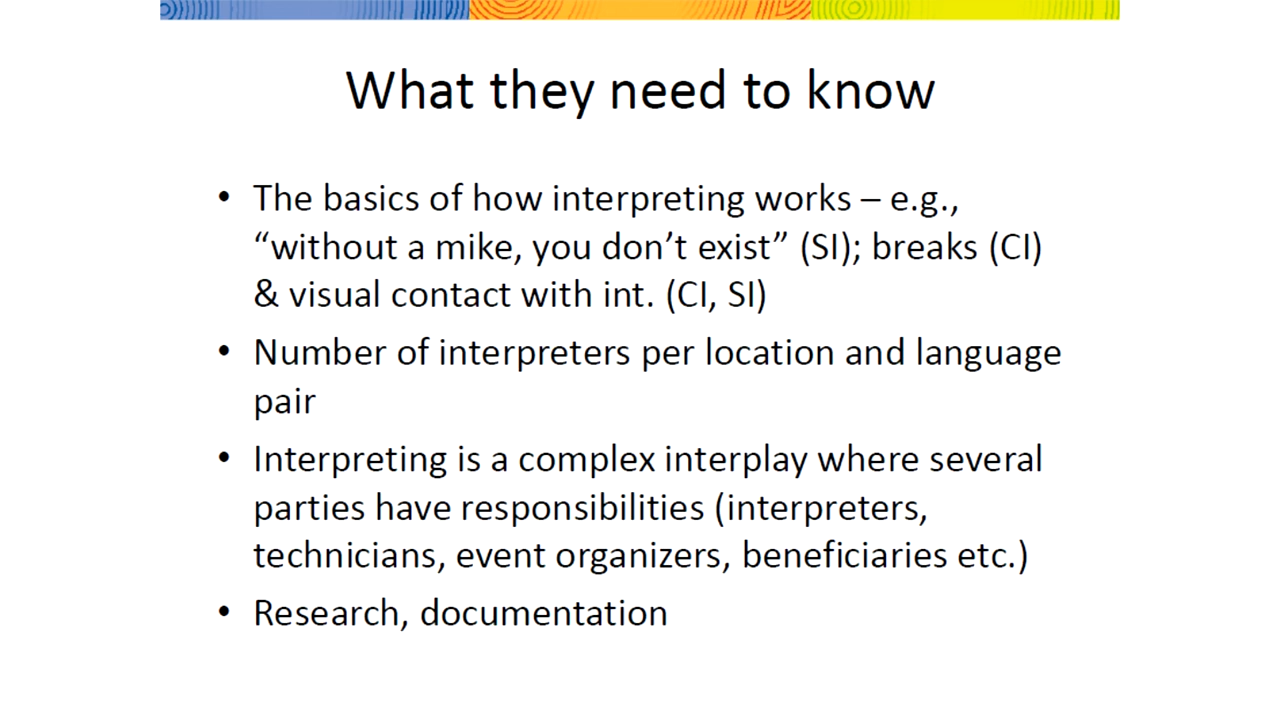 What they need to know
• The basics of how interpreting works – e.g.,
“without a mike, you don’t exist” (SI); breaks (CI)
& visual contact with int. (CI, SI)
• Number of interpreters per location and language
pair
• Interpreting is a complex interplay where several
parties have responsibilities (interpreters,
technicians, event organizers, beneficiaries etc.)
• Research, documentation